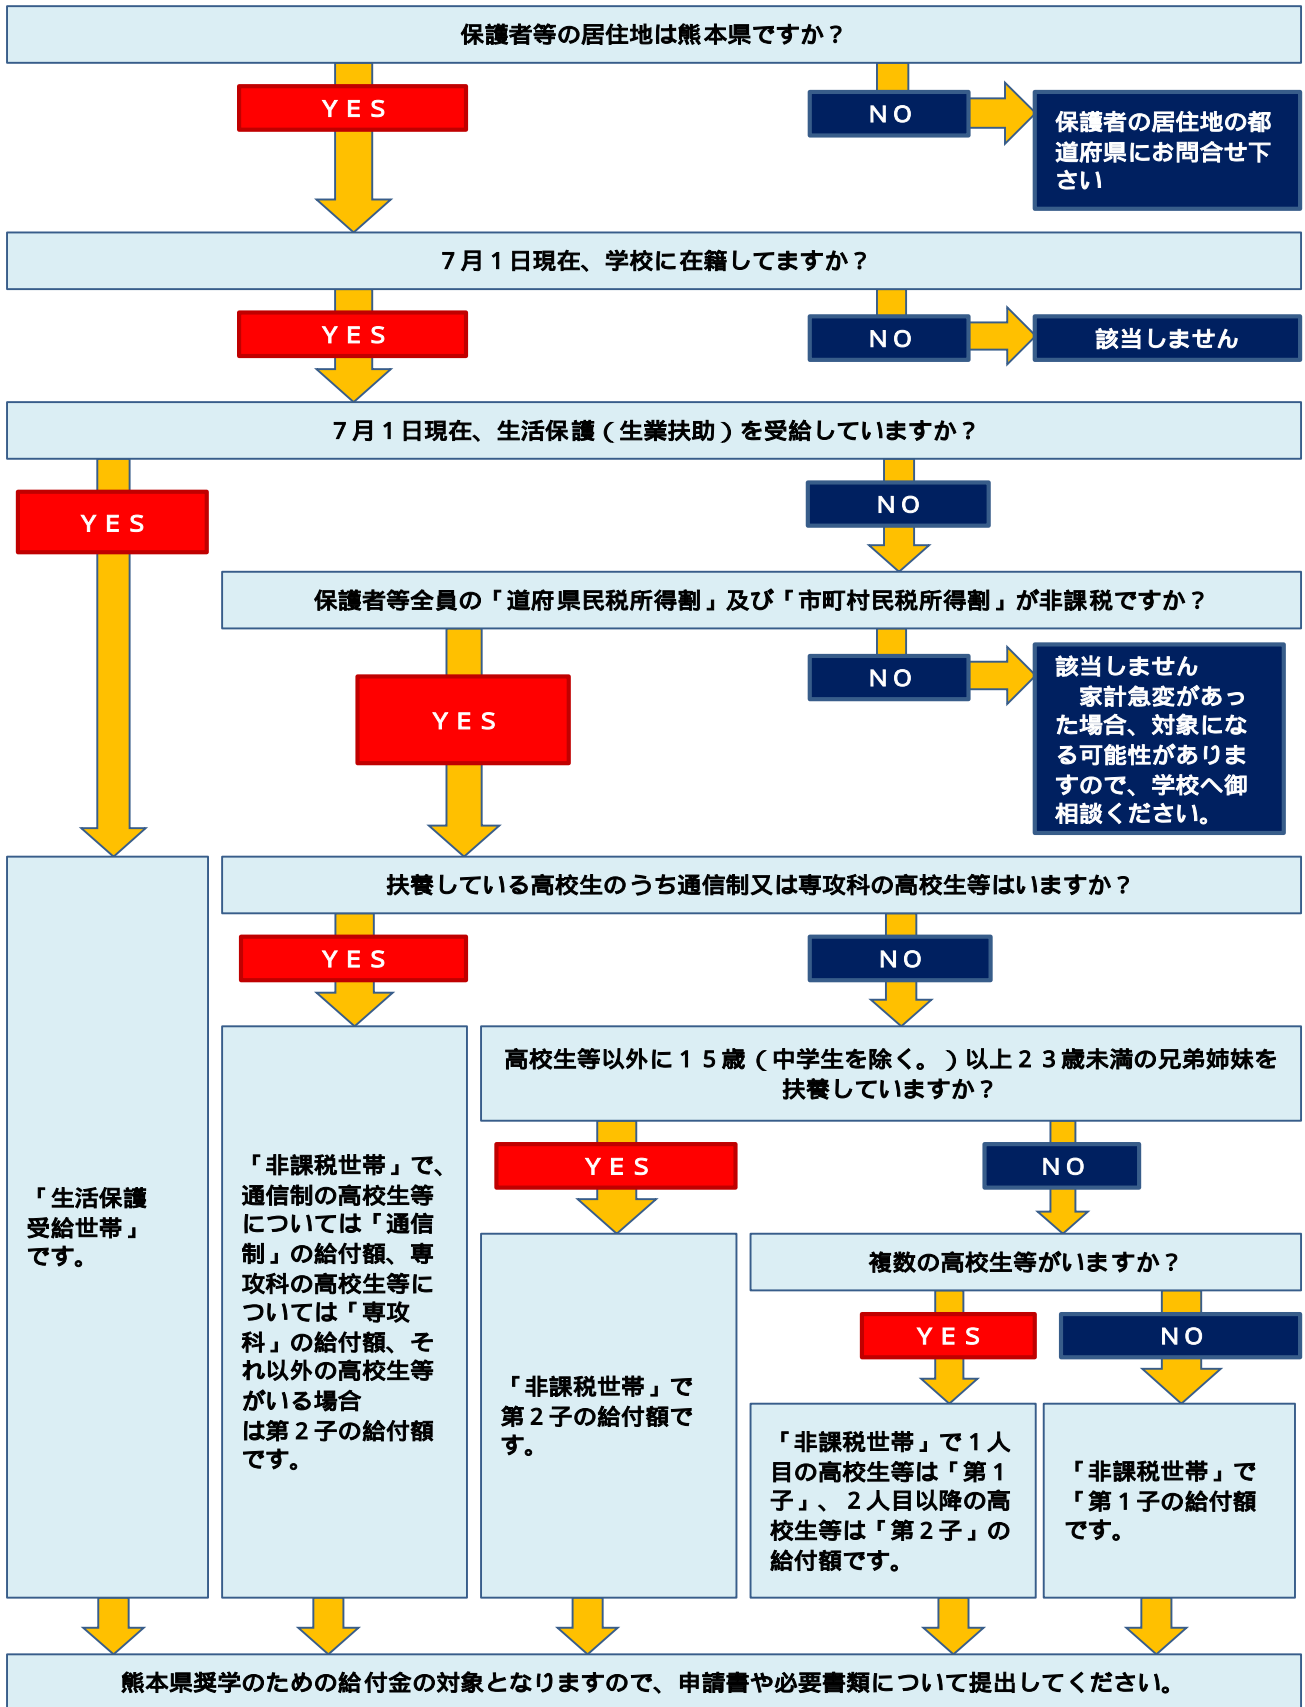 保護者等の居住地は熊本県ですか？
ＹＥＳ
ＮＯ
保護者の居住地の都
道府県にお問合せ下
さい
７月１日現在、学校に在籍してますか？
ＹＥＳ
ＮＯ
該当しません
７月１日現在、生活保護（生業扶助）を受給していますか？
ＹＥＳ
ＮＯ
保護者等全員の「道府県民税所得割」及び「市町村民税所得割」が非課税ですか？
ＹＥＳ
ＮＯ
該当しません
　家計急変があっ
た場合、対象にな
る可能性がありま
すので、学校へ御
相談ください。
扶養している高校生のうち通信制又は専攻科の高校生等はいますか？
ＹＥＳ
ＮＯ
高校生等以外に１５歳（中学生を除く。）以上２３歳未満の兄弟姉妹を
扶養していますか？
ＹＥＳ
ＮＯ
「生活保護
受給世帯」
です。
「非課税世帯」で、
通信制の高校生等
については「通信
制」の給付額、専
攻科の高校生等に
ついては「専攻
科」の給付額、そ
れ以外の高校生等
がいる場合
は第２子の給付額
です。
「非課税世帯」で
第２子の給付額で
す。
複数の高校生等がいますか？
ＹＥＳ
ＮＯ
「非課税世帯」で１人
目の高校生等は「第１
子」、２人目以降の高
校生等は「第２子」の
給付額です。
「非課税世帯」で
「第１子の給付額
です。
熊本県奨学のための給付金の対象となりますので、申請書や必要書類について提出してください。